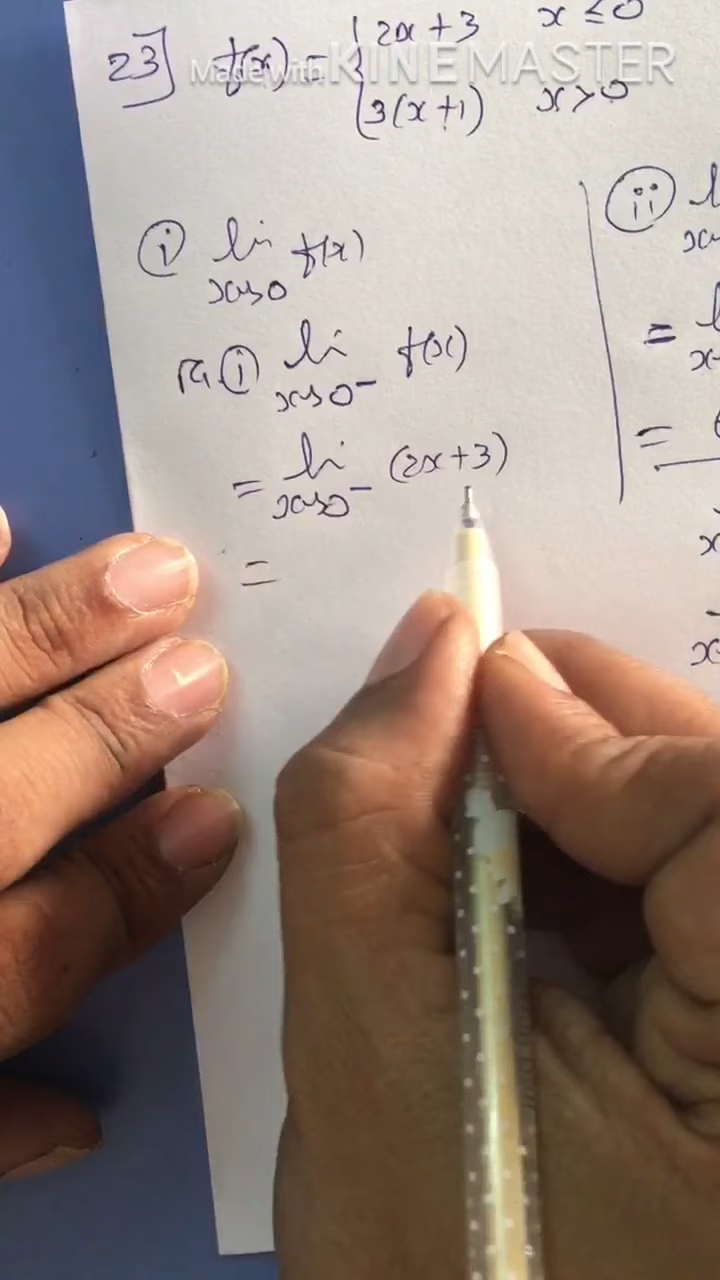 23] f(x) = { 2x + 3 x ≤ 0
Made with KINEMASTER
3(x + 1) x > 0
(i) lim f(x)
x→0
(i) lim f(x)
x→0⁻
= lim (2x+3)
x→0⁻
=
(ii) l
x→
= l
x→
=
x
x